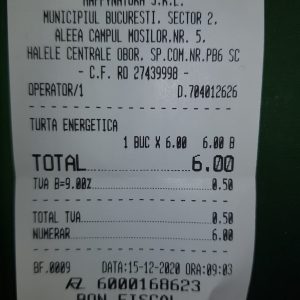 HAPPYNATURA S.R.L.
MUNICIPIUL BUCURESTI. SECTOR 2.
ALEEA CAMPUL MOSILOR.NR. 5.
HALELE CENTRALE OBOR. SP.COM.NR.PB6 SC
- C.F. RO 27439998 -
OPERATOR/1 D.704012626
TURTA ENERGETICA
1 BUC X 6.00 6.00 B
TOTAL 6.00
TVA B=9.00% 0.50
TOTAL TVA 0.50
NUMERAR 6.00
BF.0009 DATA:15-12-2020 ORA:09:03
6000168623
BON FISCAL